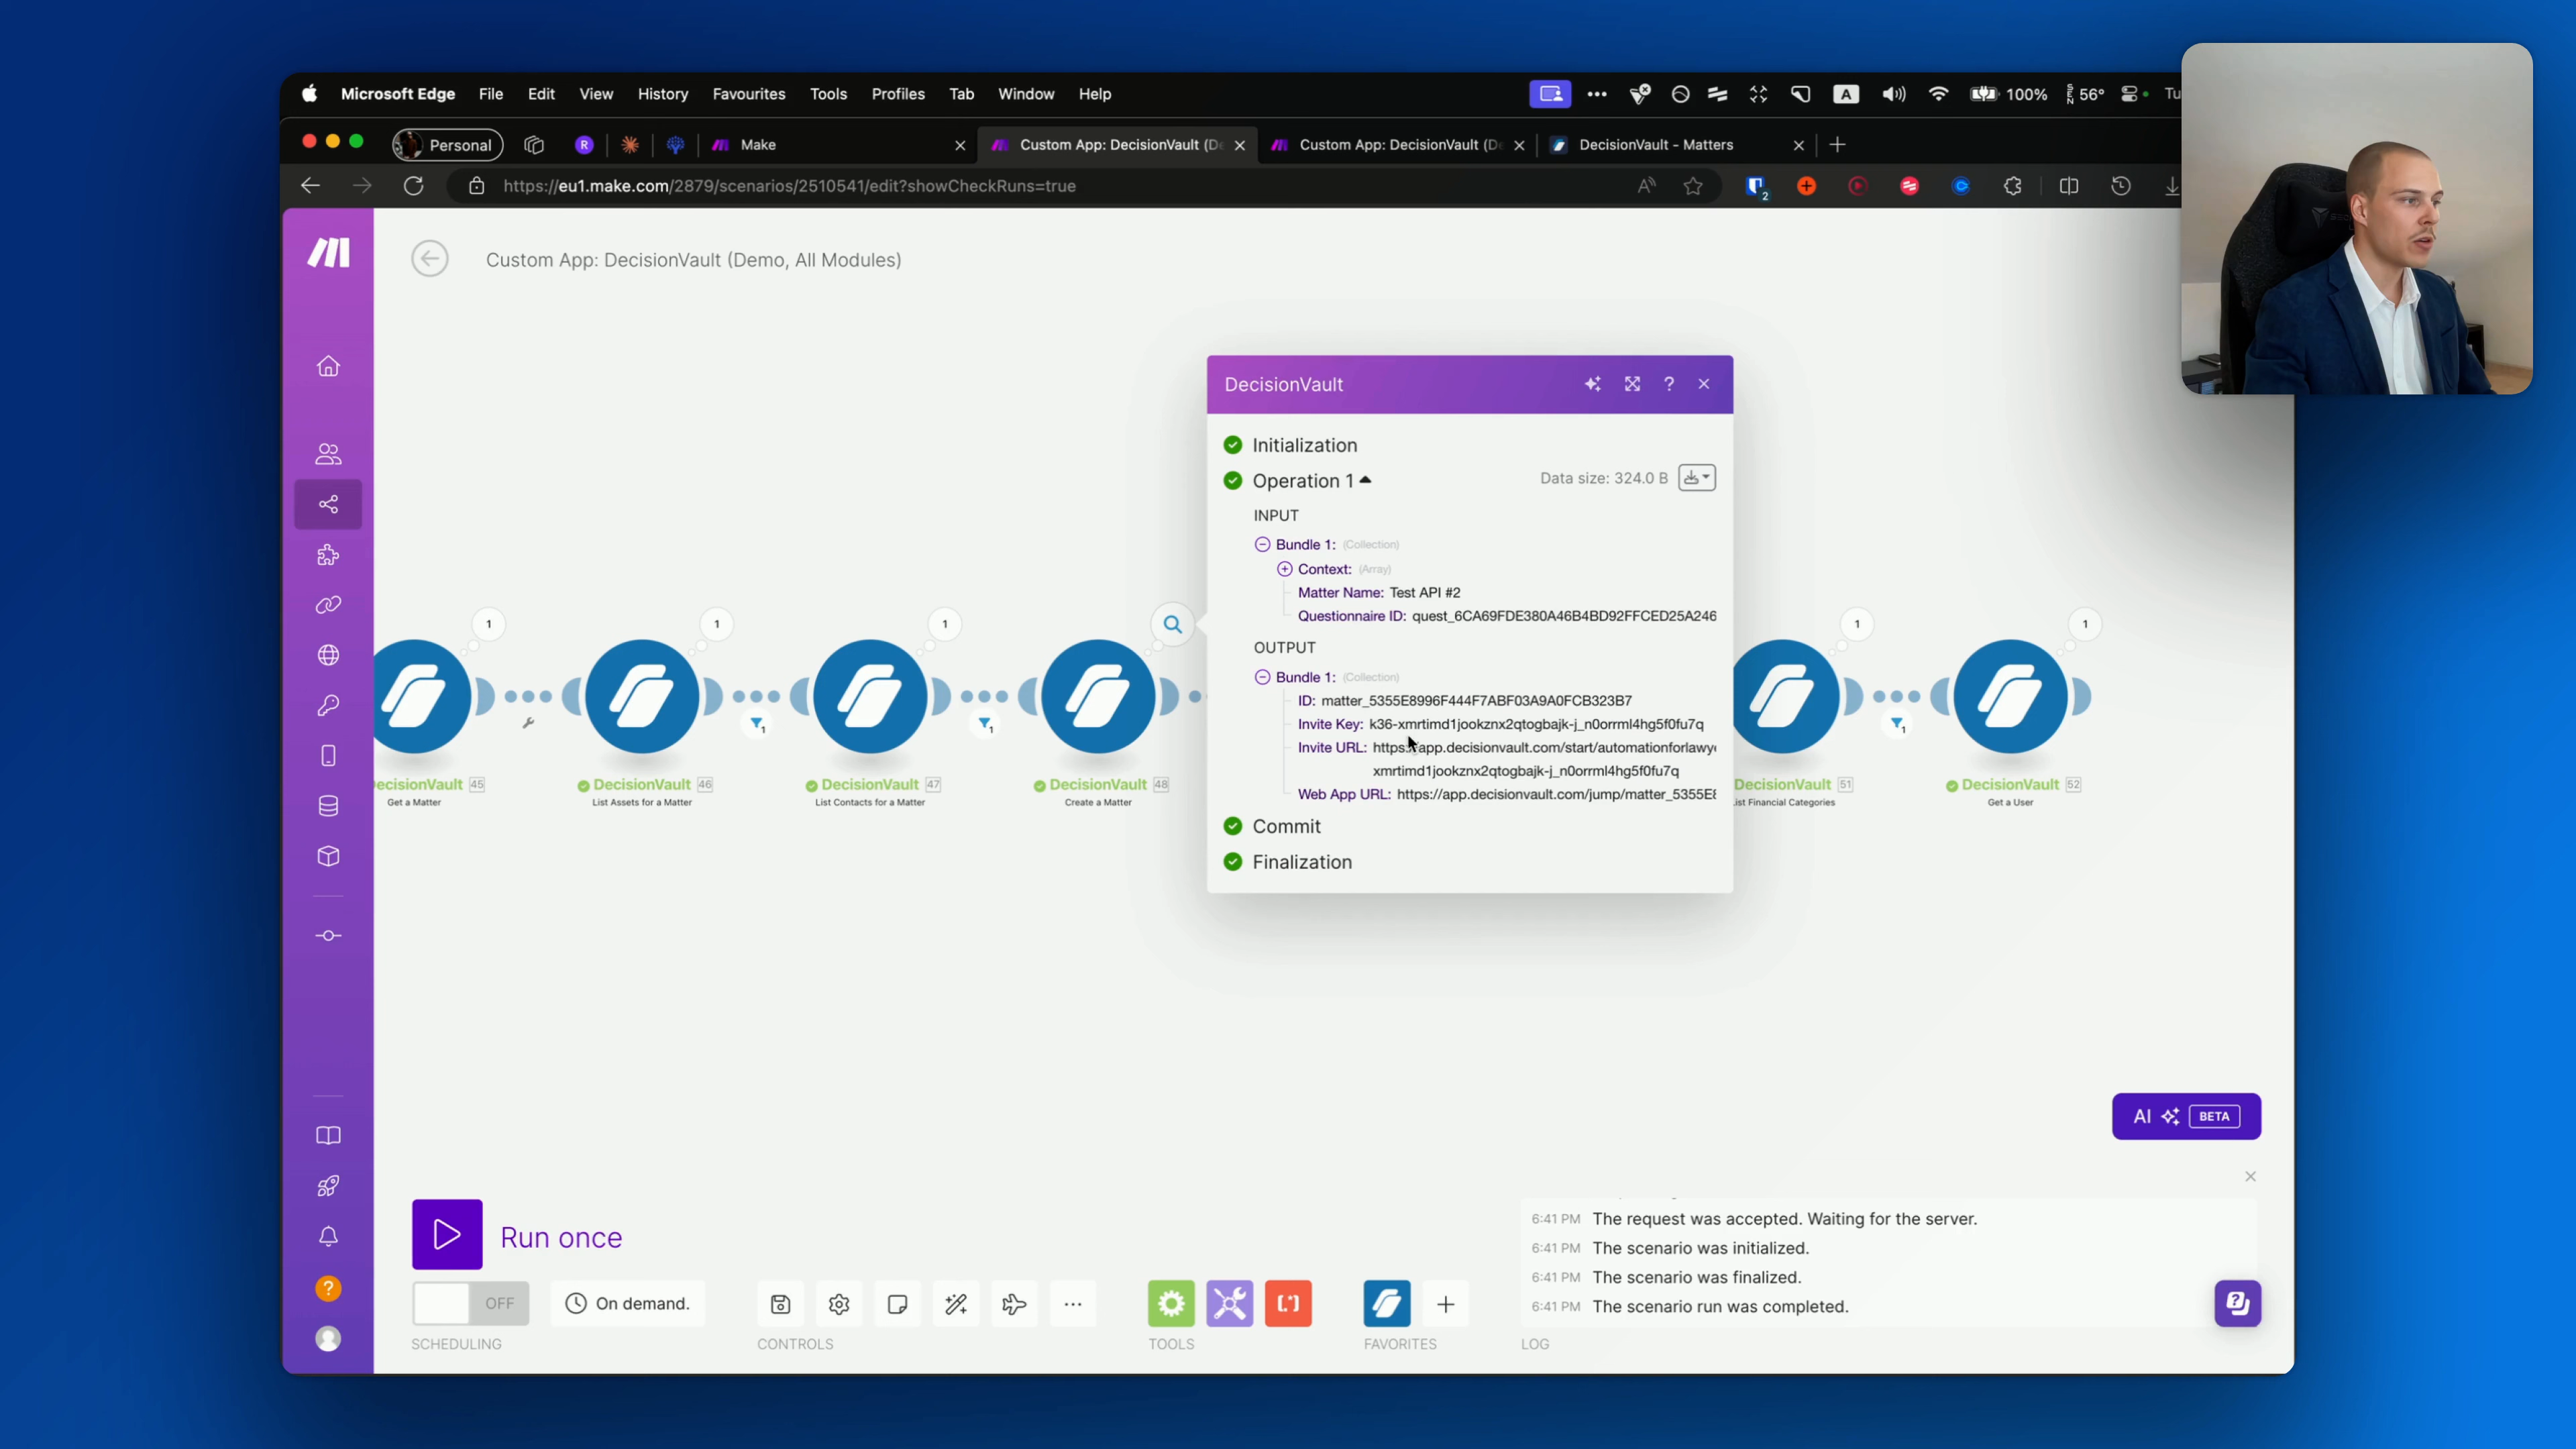 Microsoft Edge File Edit View History Favourites Tools Profiles Tab Window Help
A 100% SEN 56° Tu
Personal R Make Custom App: DecisionVault (De Custom App: DecisionVault (De DecisionVault - Matters
https://eu1.make.com/2879/scenarios/2510541/edit?showCheckRuns=true
2
Custom App: DecisionVault (Demo, All Modules)
DecisionVault
Initialization
Operation 1 Data size: 324.0 B
INPUT
Bundle 1: (Collection)
Context: (Array)
Matter Name: Test API #2
Questionnaire ID: quest_6CA69FDE380A46B4BD92FFCED25A246
OUTPUT
Bundle 1: (Collection)
ID: matter_5355E8996F444F7ABF03A9A0FCB323B7
Invite Key: k36-xmrtimd1jookznx2qtogbajk-j_n0orrml4hg5f0fu7q
Invite URL: https://app.decisionvault.com/start/automationforlawye
xmrtimd1jookznx2qtogbajk-j_n0orrml4hg5f0fu7q
Web App URL: https://app.decisionvault.com/jump/matter_5355E8
Commit
Finalization
1 1 1 1 1
1 1 1
ecisionVault 45
Get a Matter
DecisionVault 46
List Assets for a Matter
DecisionVault 47
List Contacts for a Matter
DecisionVault 48
Create a Matter
DecisionVault 51
ist Financial Categories
DecisionVault 52
Get a User
AI BETA
Run once
OFF
On demand.
SCHEDULING
CONTROLS
TOOLS
FAVORITES
LOG
6:41 PM The request was accepted. Waiting for the server.
6:41 PM The scenario was initialized.
6:41 PM The scenario was finalized.
6:41 PM The scenario run was completed.